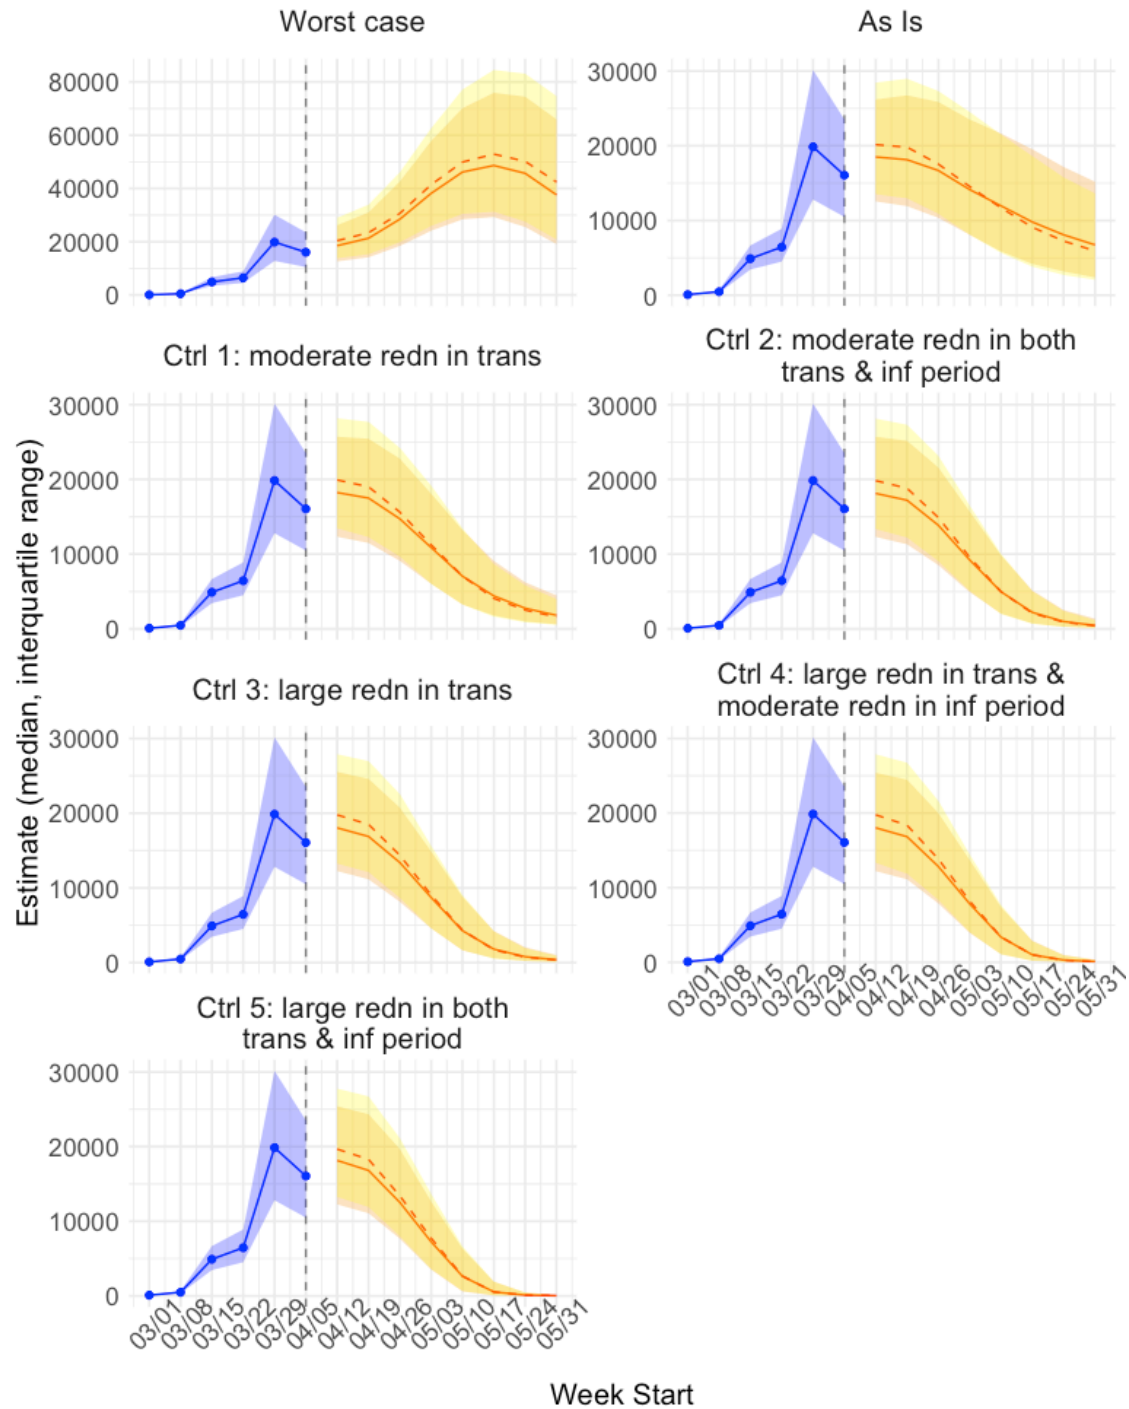 Worst case
As Is
80000
60000
40000
20000
0
30000
20000
10000
0
Ctrl 1: moderate redn in trans
Ctrl 2: moderate redn in both
trans & inf period
30000
20000
10000
0
30000
20000
10000
0
Estimate (median, interquartile range)
Ctrl 3: large redn in trans
Ctrl 4: large redn in trans &
moderate redn in inf period
30000
20000
10000
0
30000
20000
10000
0
03/01 03/08 03/15 03/22 03/29 04/05 04/12 04/19 04/26 05/03 05/10 05/17 05/24 05/31
Ctrl 5: large redn in both
trans & inf period
30000
20000
10000
0
03/01 03/08 03/15 03/22 03/29 04/05 04/12 04/19 04/26 05/03 05/10 05/17 05/24 05/31
Week Start